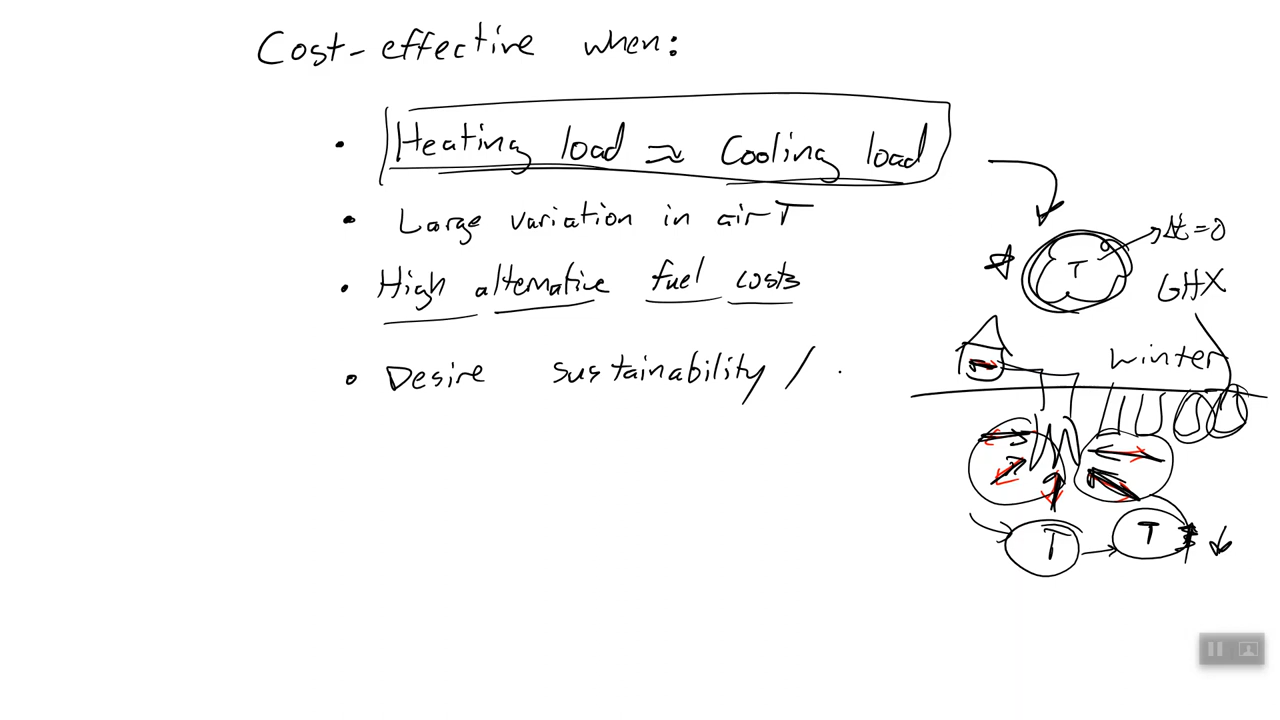 Cost-effective when:
• Heating load ≈ Cooling load
• Large variation in air T
• High alternative fuel costs
• Desire sustainability /
T
=0
GHX
Winter
T
T